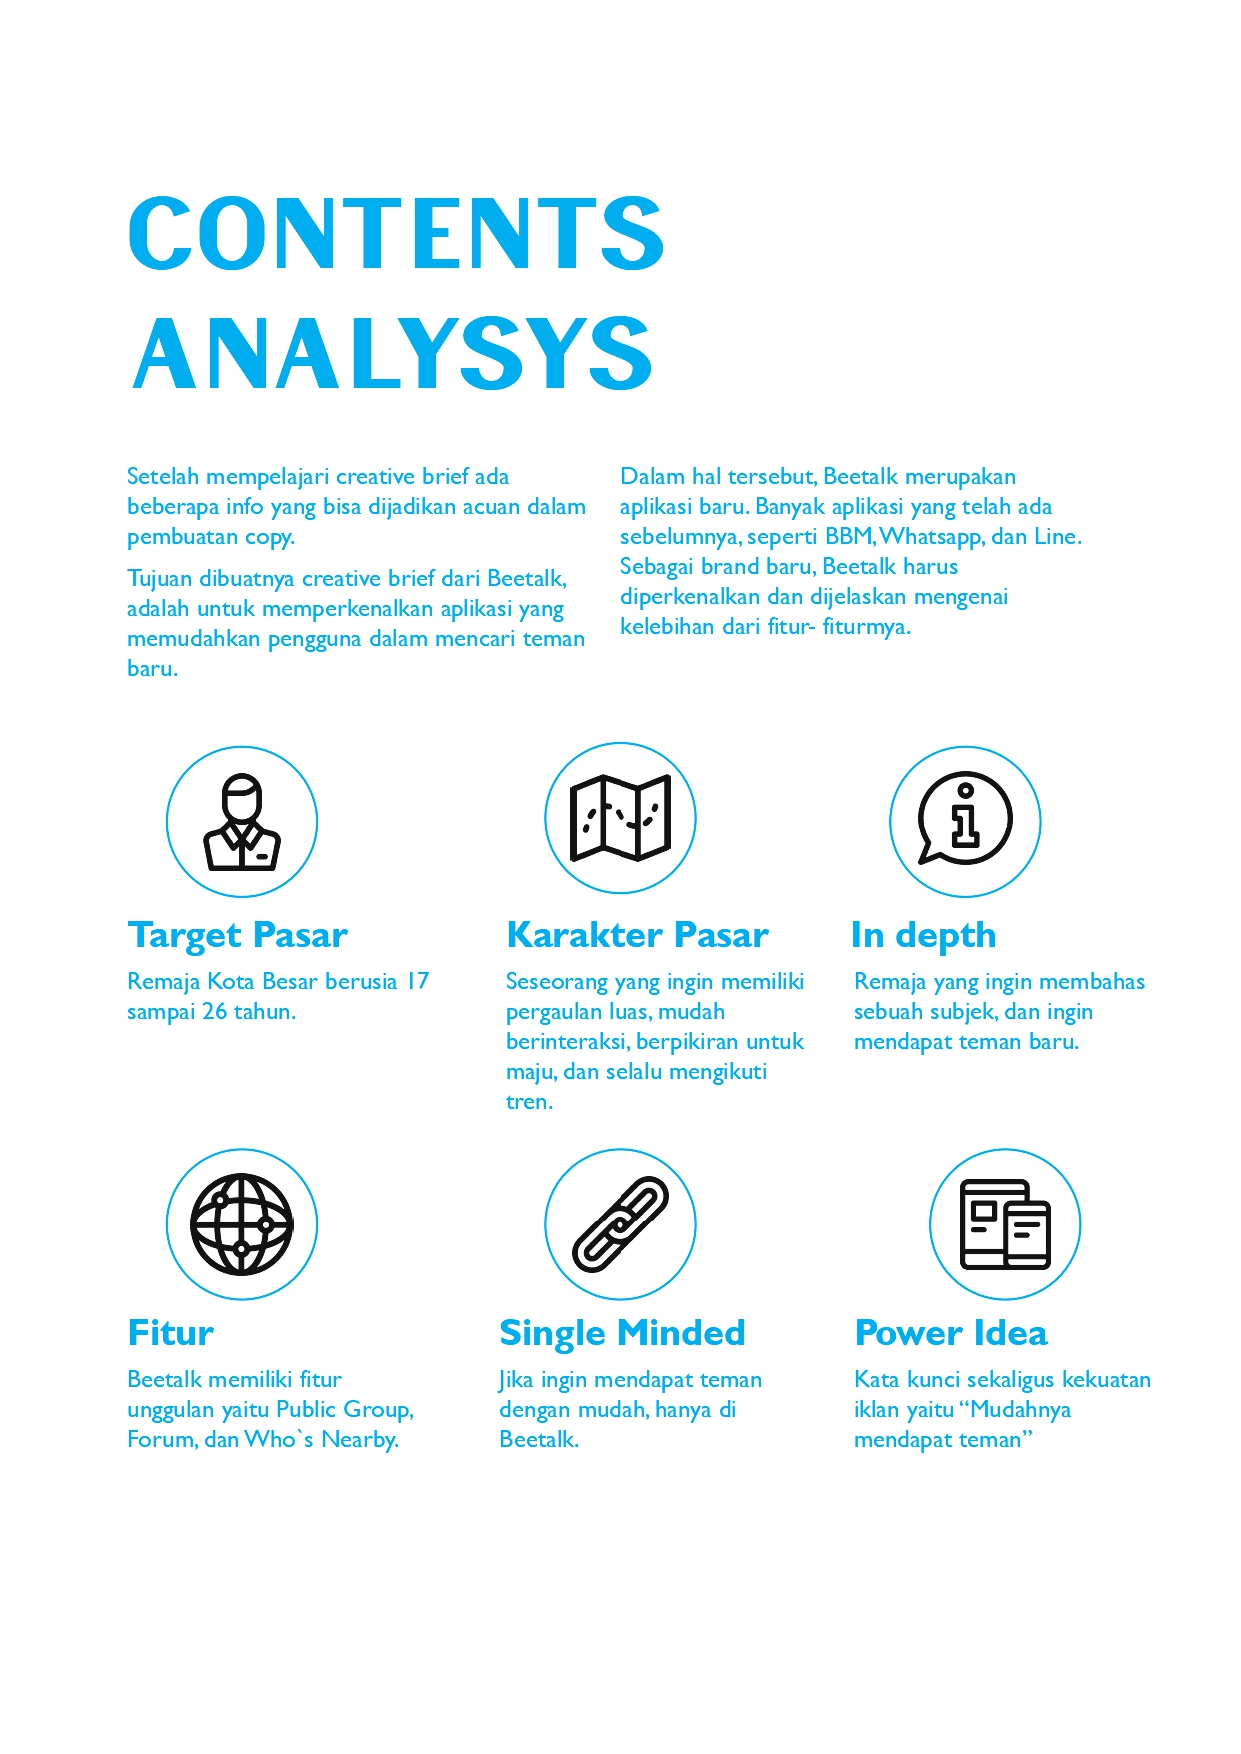 CONTENTS
ANALYSYS
Setelah mempelajari creative brief ada
beberapa info yang bisa dijadikan acuan dalam
pembuatan copy.
Tujuan dibuatnya creative brief dari Beetalk,
adalah untuk memperkenalkan aplikasi yang
memudahkan pengguna dalam mencari teman
baru.
Dalam hal tersebut, Beetalk merupakan
aplikasi baru. Banyak aplikasi yang telah ada
sebelumnya, seperti BBM, Whatsapp, dan Line.
Sebagai brand baru, Beetalk harus
diperkenalkan dan dijelaskan mengenai
kelebihan dari fitur- fiturmya.
Target Pasar
Remaja Kota Besar berusia 17
sampai 26 tahun.
Karakter Pasar
Seseorang yang ingin memiliki
pergaulan luas, mudah
berinteraksi, berpikiran untuk
maju, dan selalu mengikuti
tren.
In depth
Remaja yang ingin membahas
sebuah subjek, dan ingin
mendapat teman baru.
Fitur
Beetalk memiliki fitur
unggulan yaitu Public Group,
Forum, dan Who`s Nearby.
Single Minded
Jika ingin mendapat teman
dengan mudah, hanya di
Beetalk.
Power Idea
Kata kunci sekaligus kekuatan
iklan yaitu “Mudahnya
mendapat teman”